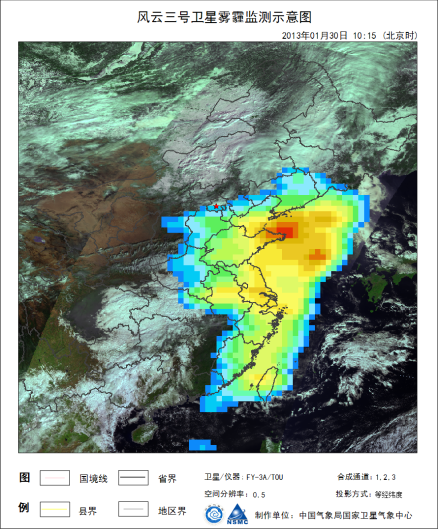 风云三号卫星雾霾监测示意图
2013年01月30日 10:15 (北京时)
图 国境线 省界 卫星/仪器: FY-3A/TOU 合成通道: 1,2,3
空间分辨率: 0.5 投影方式: 等经纬度
例 县界 地区界 NSMC 制作单位: 中国气象局国家卫星气象中心